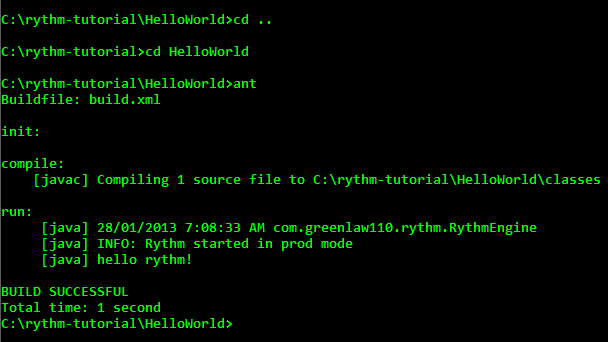 C:\rythm-tutorial\HelloWorld>cd ..
C:\rythm-tutorial>cd HelloWorld
C:\rythm-tutorial\HelloWorld>ant
Buildfile: build.xml
init:
compile:
[javac] Compiling 1 source file to C:\rythm-tutorial\HelloWorld\classes
run:
[java] 28/01/2013 7:08:33 AM com.greenlaw110.rythm.RythmEngine
[java] INFO: Rythm started in prod mode
[java] hello rythm!
BUILD SUCCESSFUL
Total time: 1 second
C:\rythm-tutorial\HelloWorld>